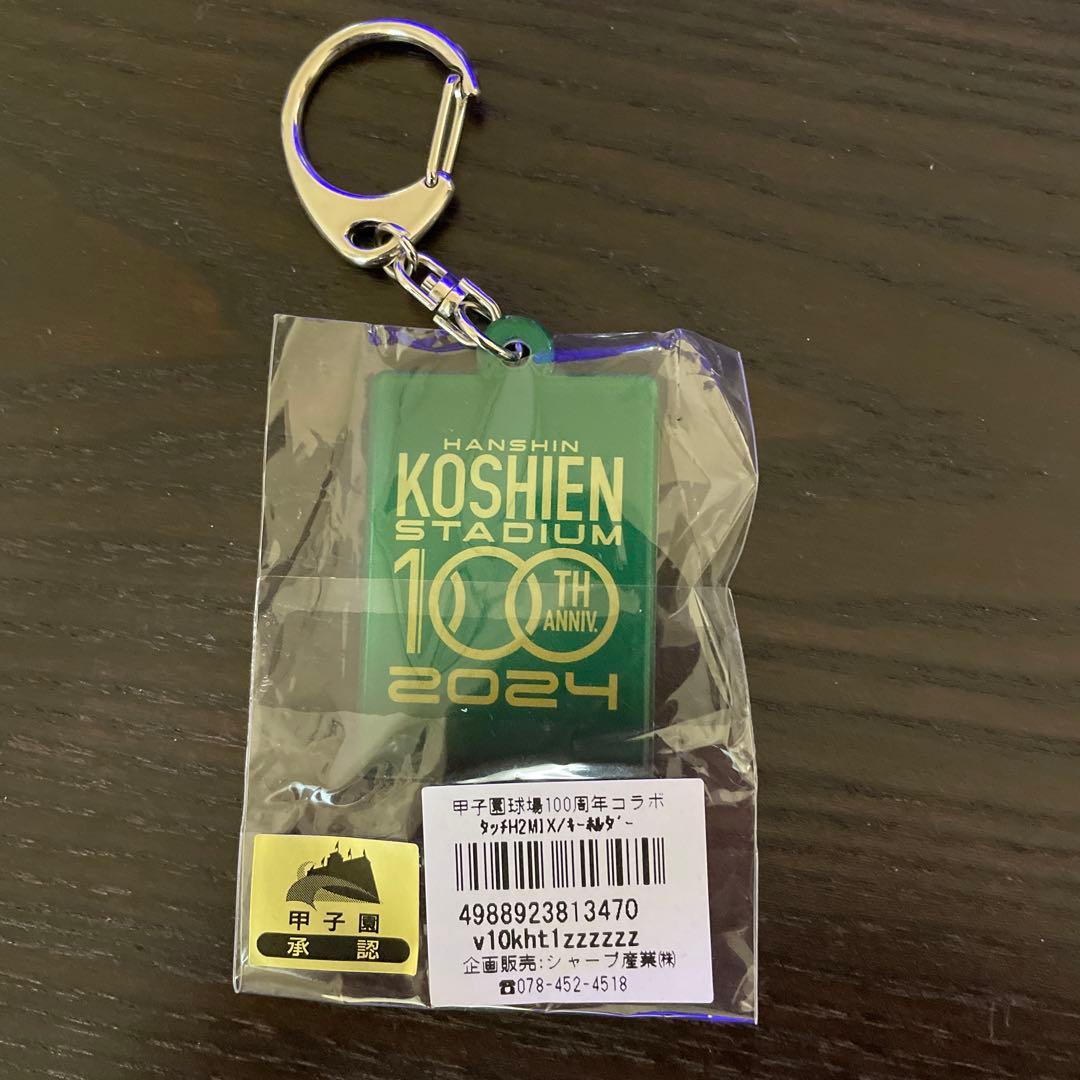 HANSHIN
KOSHIEN
STADIUM
100TH
ANNIV.
2024
甲子園球場100周年コラボ
ﾀｯﾁH2MIX/ｷｰﾎﾙﾀﾞｰ
4988923813470
v10kht1zzzzzz
企画販売:シャープ産業㈱
☎078-452-4518
甲子園
承認